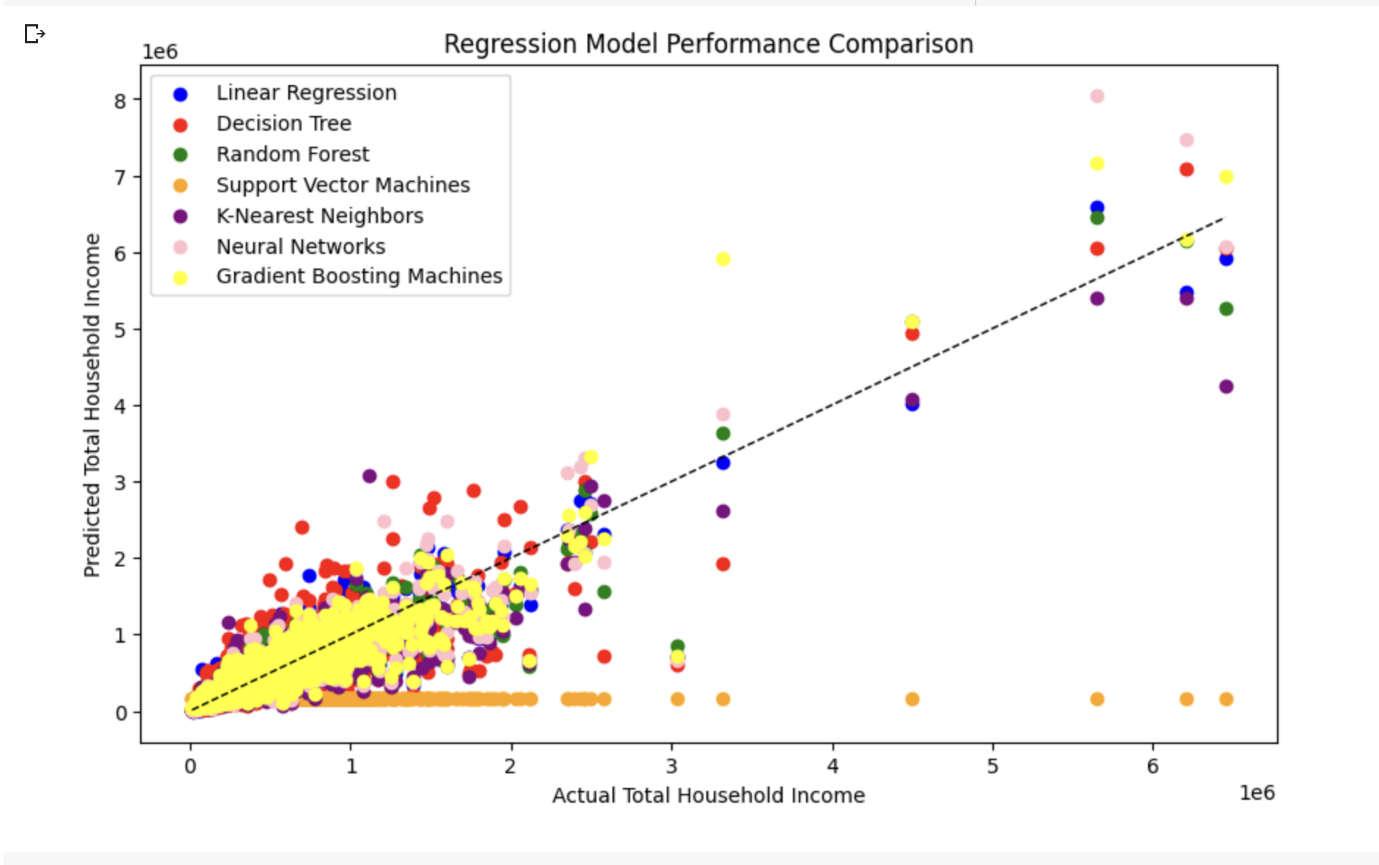 Regression Model Performance Comparison
1e6
Linear Regression
Decision Tree
Random Forest
Support Vector Machines
K-Nearest Neighbors
Neural Networks
Gradient Boosting Machines
8
7
6
5
4
3
2
1
0
Predicted Total Household Income
0 1 2 3 4 5 6
1e6
Actual Total Household Income